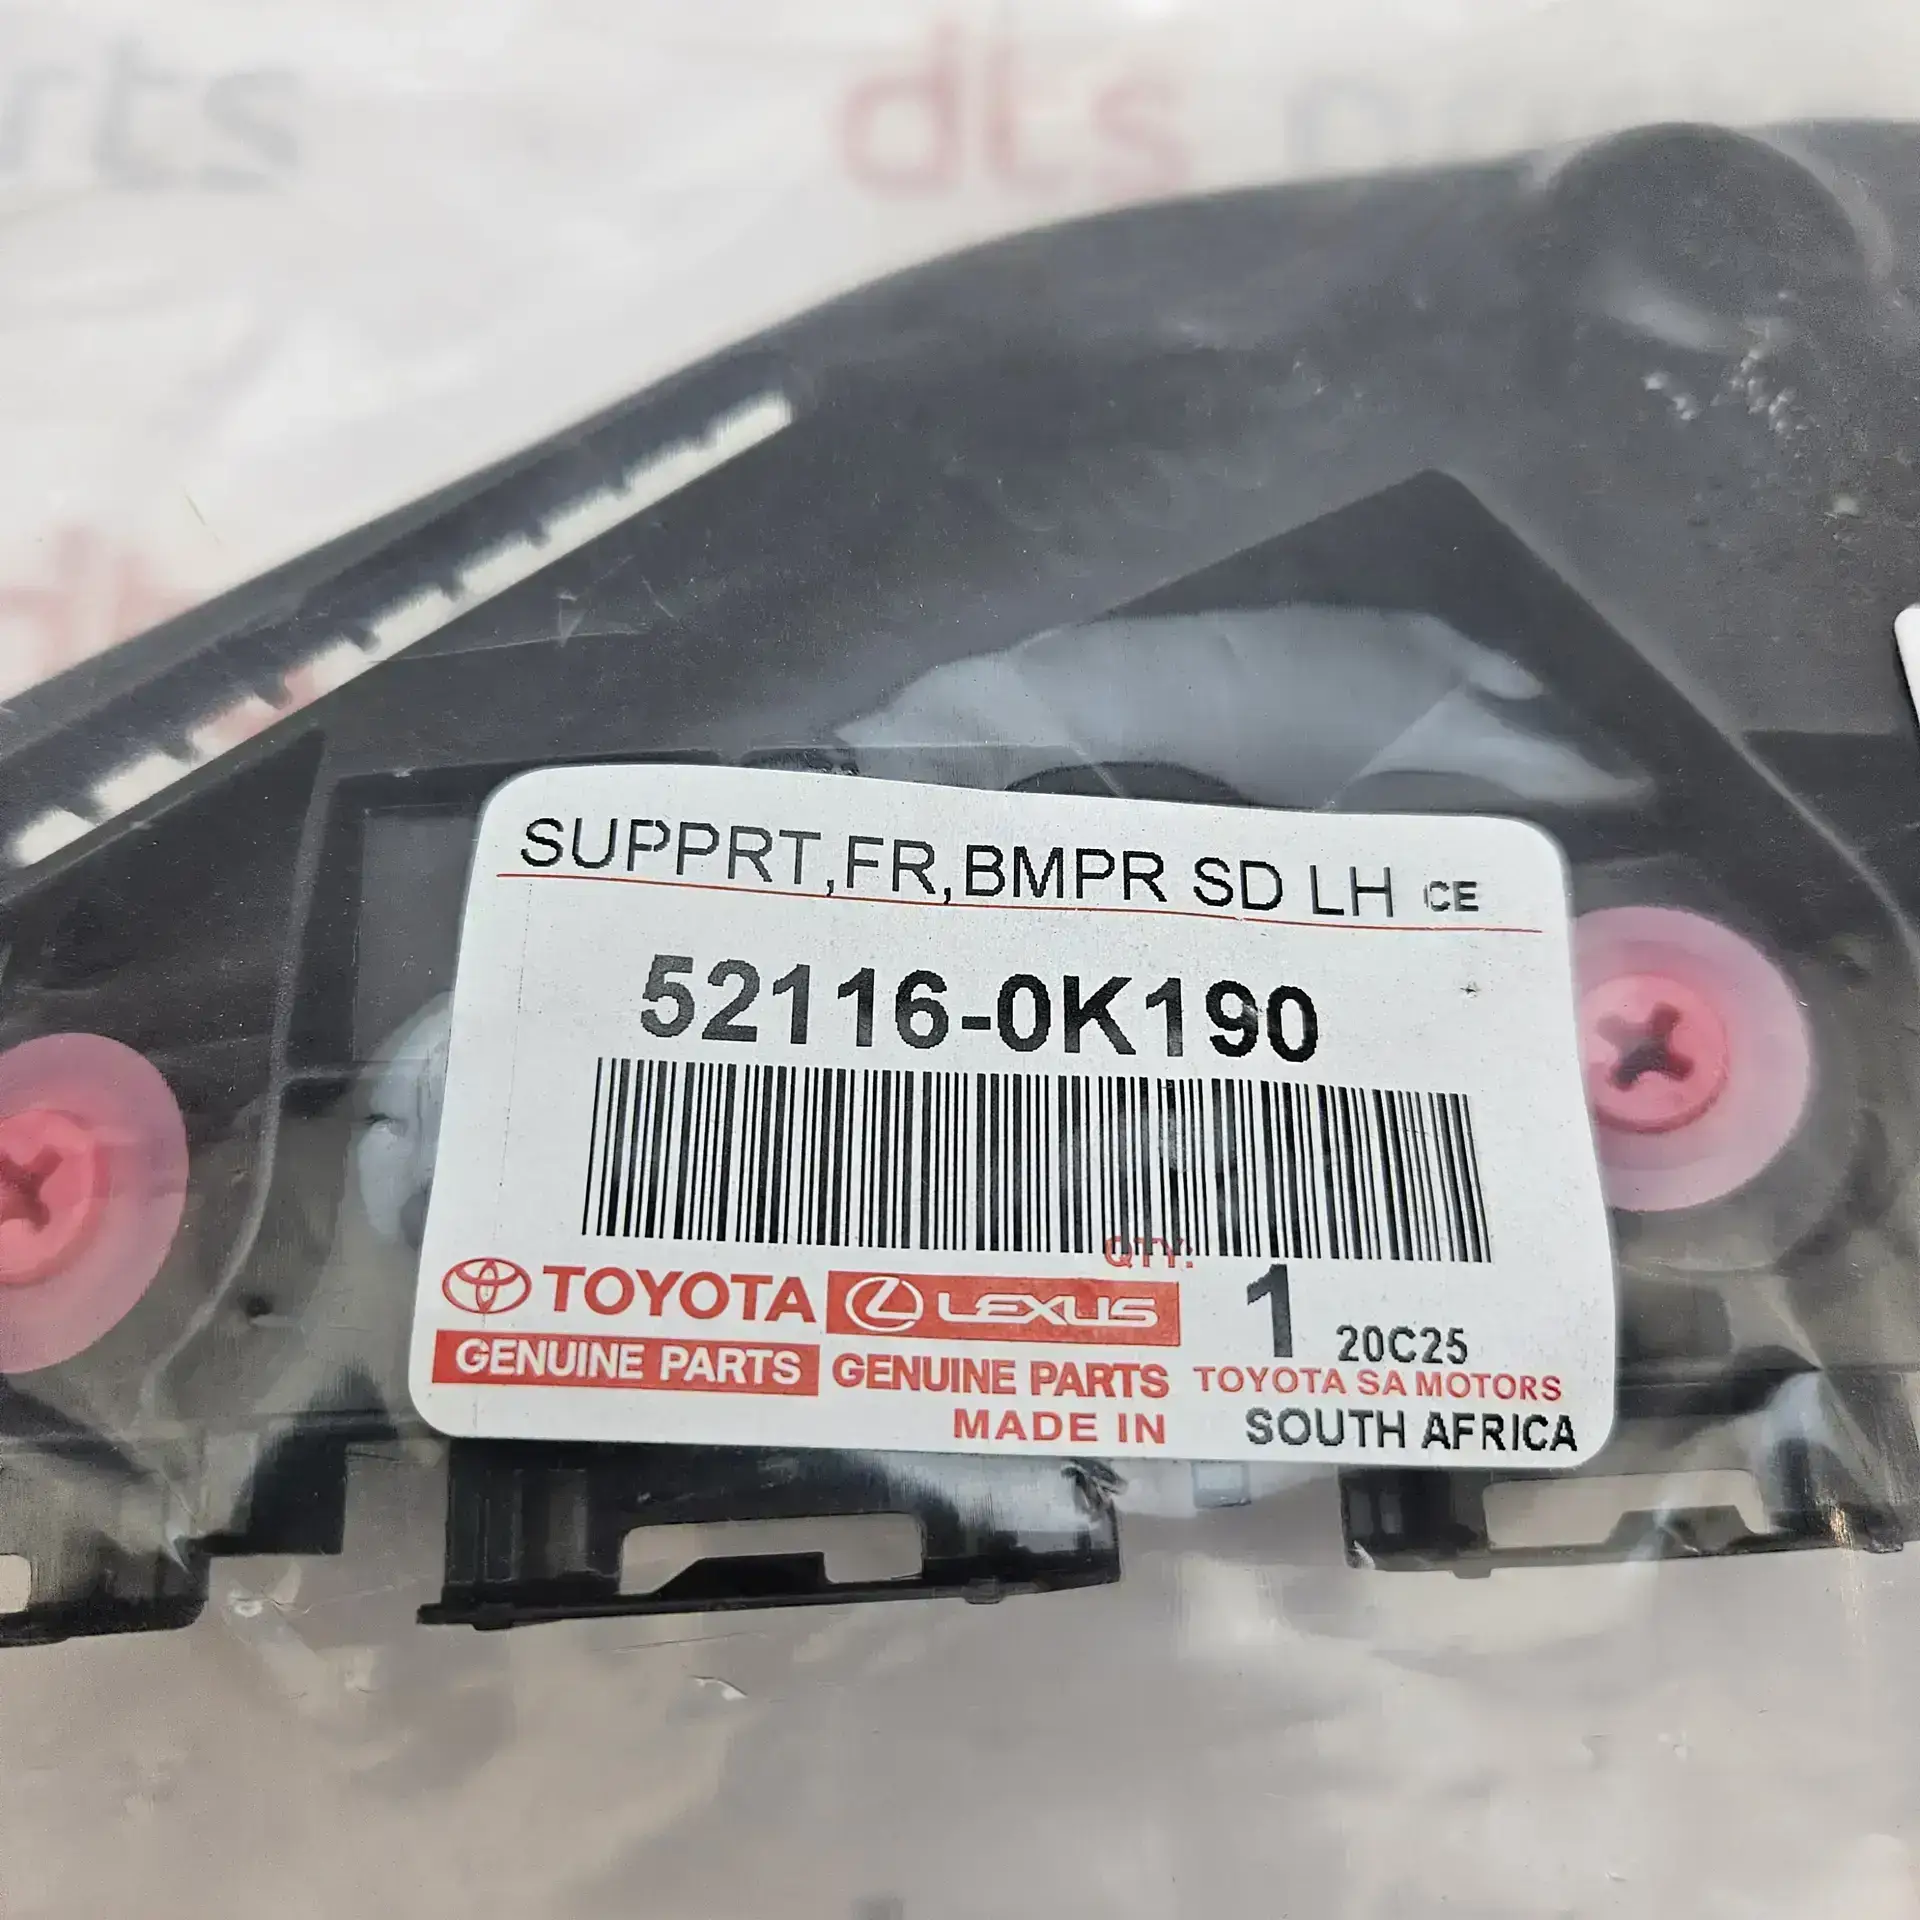 rts
dts
SUPPRT,FR,BMPR SD LH CE
52116-0K190
QTY: 1 20C25
TOYOTA LEXUS
GENUINE PARTS GENUINE PARTS TOYOTA SA MOTORS
MADE IN SOUTH AFRICA